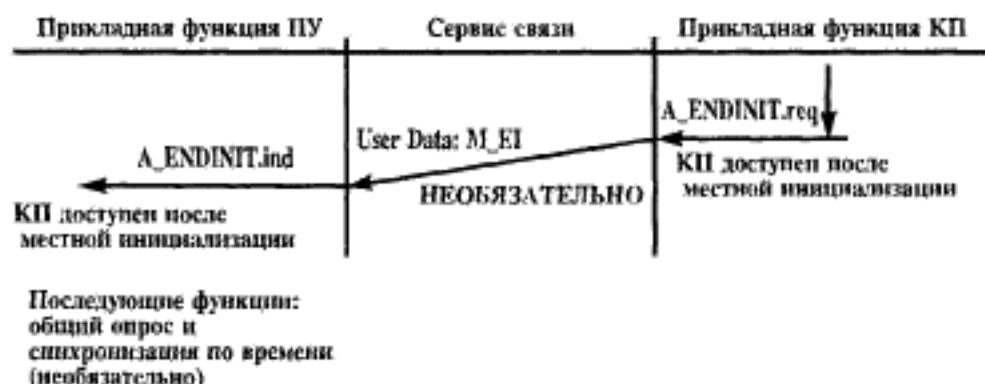 Прикладная функция ПУ
Сервис связи
Прикладная функция КП
A_ENDINIT.req
User Data: M_EI
A_ENDINIT.ind
КП доступен после
местной инициализации
НЕОБЯЗАТЕЛЬНО
КП доступен после
местной инициализации
Последующие функции:
общий опрос и
синхронизация по времени
(необязательно)